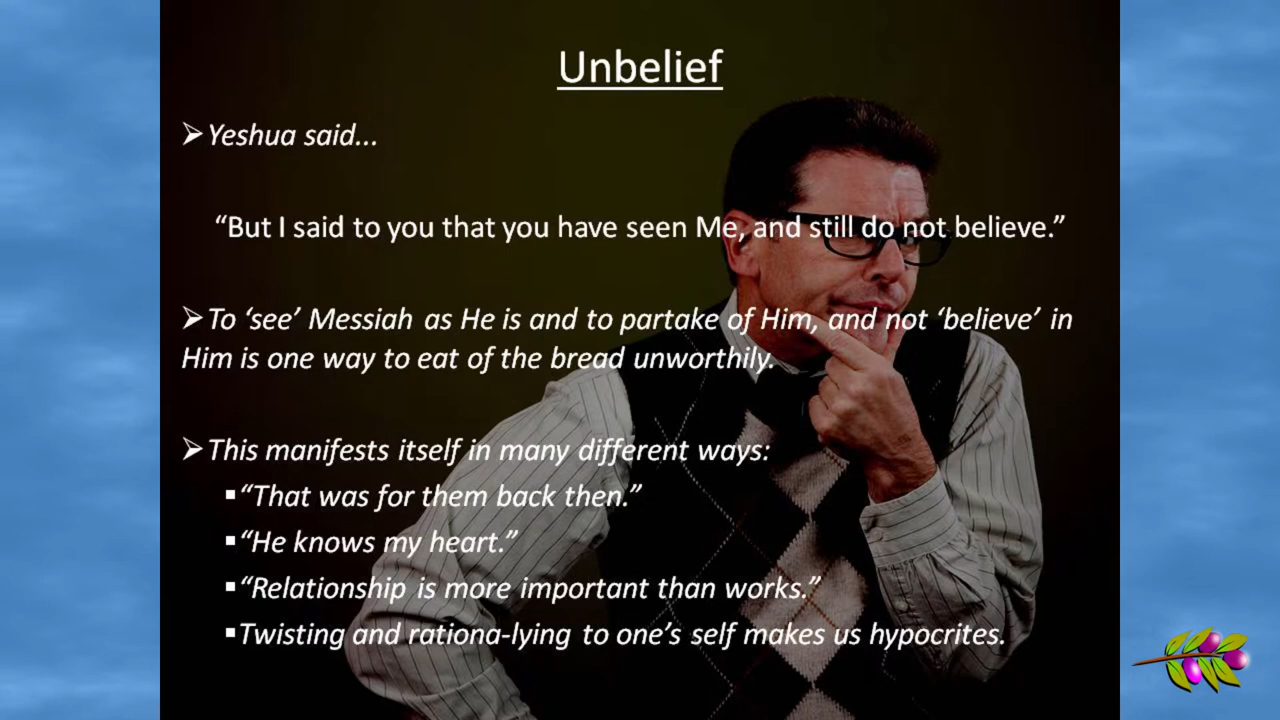 Unbelief
➢Yeshua said...
“But I said to you that you have seen Me, and still do not believe.”
➢To ‘see’ Messiah as He is and to partake of Him, and not ‘believe’ in
Him is one way to eat of the bread unworthily.
➢This manifests itself in many different ways:
▪“That was for them back then.”
▪“He knows my heart.”
▪“Relationship is more important than works.”
▪Twisting and rationa-lying to one’s self makes us hypocrites.